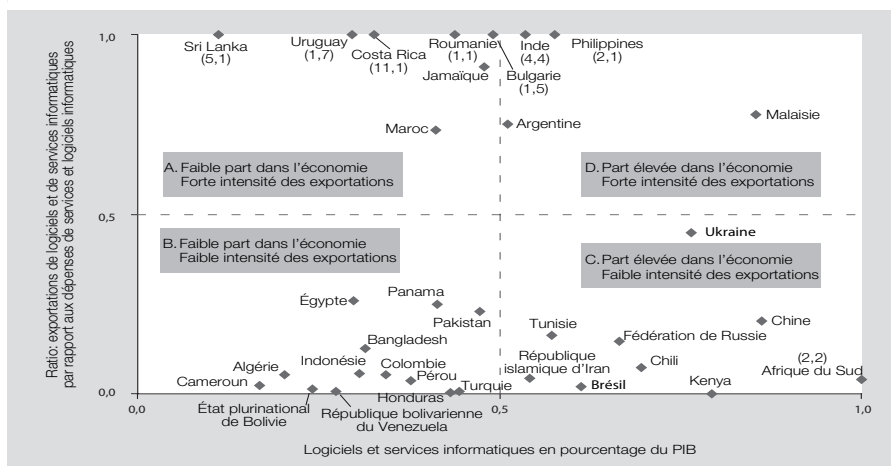 Ratio: exportations de logiciels et de services informatiques
par rapport aux dépenses de services et logiciels informatiques
1,0
0,5
0,0
Sri Lanka
(5,1)
Uruguay
(1,7)
Costa Rica
(11,1)
Roumanie
(1,1)
Jamaïque
Bulgarie
(1,5)
Inde
(4,4)
Philippines
(2,1)
Maroc
Argentine
Malaisie
A. Faible part dans l'économie
Forte intensité des exportations
D. Part élevée dans l'économie
Forte intensité des exportations
Ukraine
B. Faible part dans l'économie
Faible intensité des exportations
C. Part élevée dans l'économie
Faible intensité des exportations
Égypte
Panama
Pakistan
Tunisie
Chine
Bangladesh
Fédération de Russie
Algérie
Indonésie
Colombie
République
islamique d'Iran
Chili
(2,2)
Afrique du Sud
Cameroun
Pérou
Turquie
Brésil
Kenya
Honduras
État plurinational
de Bolivie
République bolivarienne
du Venezuela
0,0
0,5
1,0
Logiciels et services informatiques en pourcentage du PIB